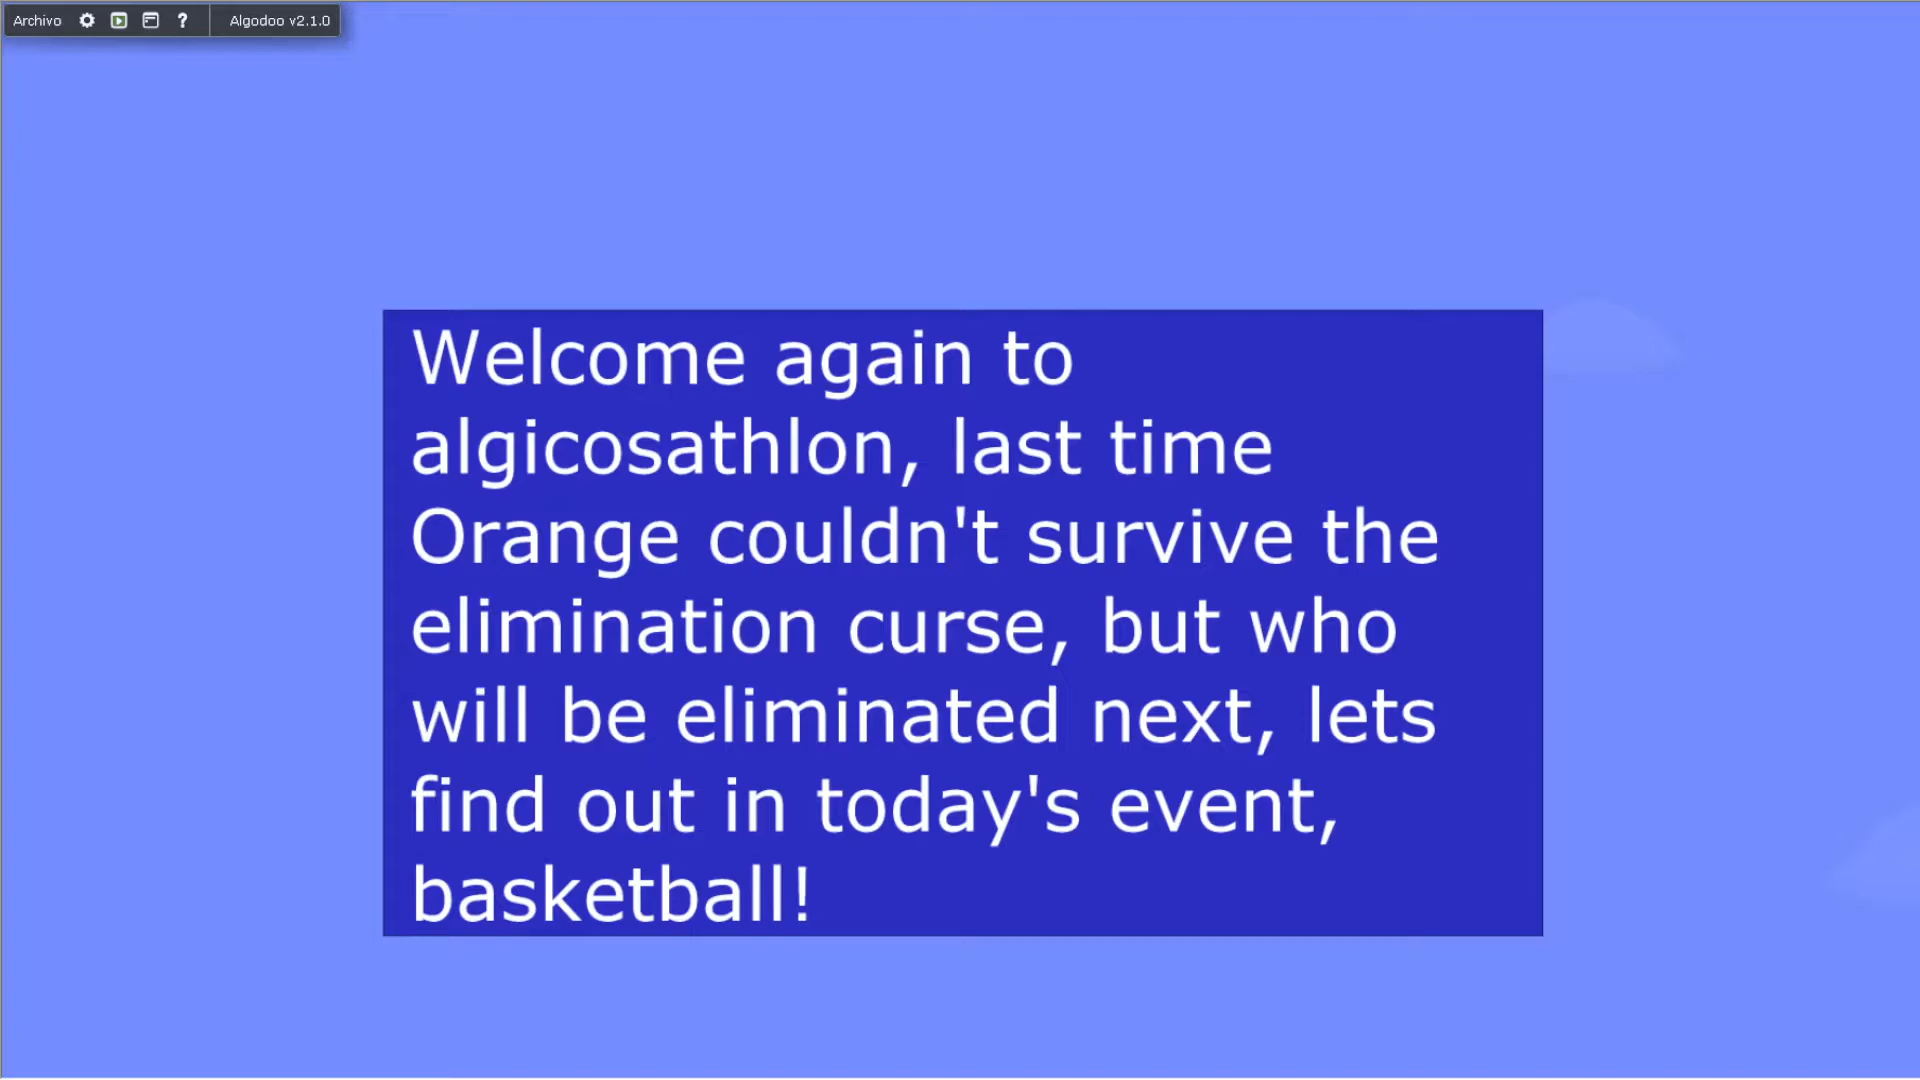 Archivo ? Algodoo v2.1.0
Welcome again to
algicosathlon, last time
Orange couldn't survive the
elimination curse, but who
will be eliminated next, lets
find out in today's event,
basketball!